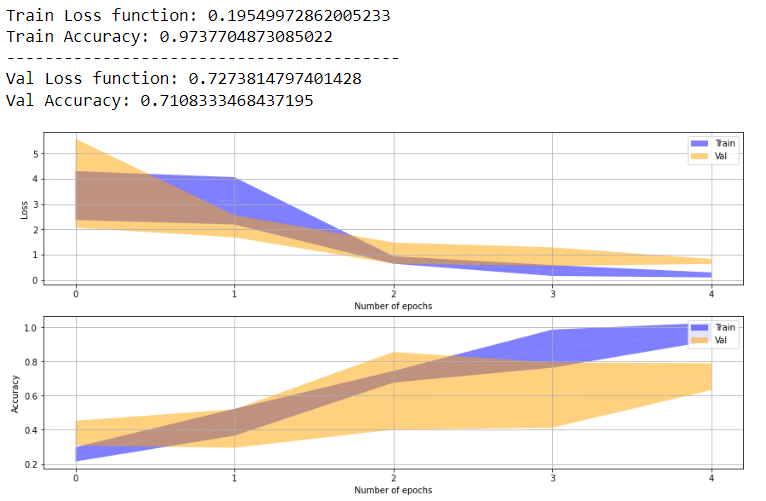 Train Loss function: 0.19549972862005233
Train Accuracy: 0.9737704873085022
-----------------------------------------
Val Loss function: 0.7273814797401428
Val Accuracy: 0.7108333468437195
Train
Val
5
4
3
2
1
0
Loss
0 1 2 3 4
Number of epochs
Train
Val
1.0
0.8
0.6
0.4
0.2
Accuracy
0 1 2 3 4
Number of epochs